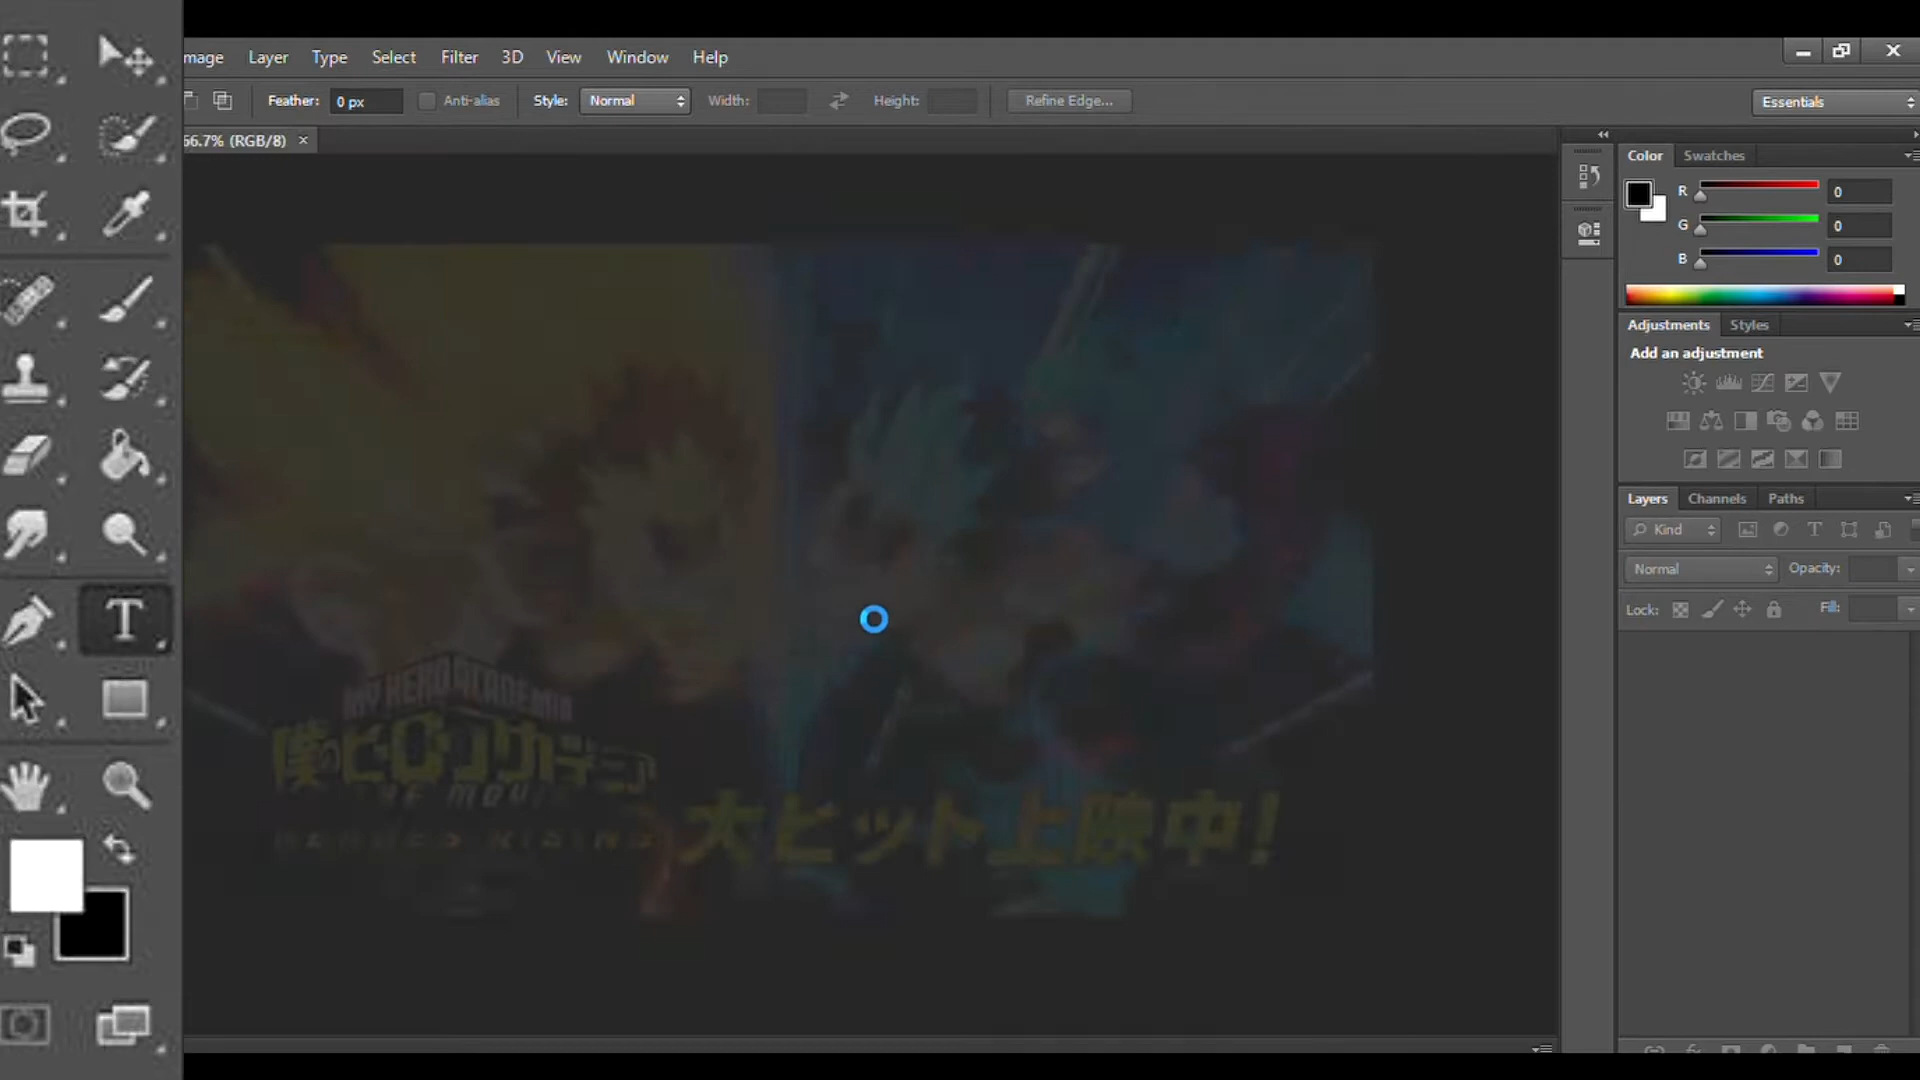 mage Layer Type Select Filter 3D View Window Help
Feather: 0 px Anti-alias Style: Normal Width: Height: Refine Edge... Essentials
66.7% (RGB/8) ×
Color Swatches
R 0
G 0
B 0
Adjustments Styles
Add an adjustment
Layers Channels Paths
Kind
Normal Opacity:
Lock: Fill:
T
MY HERO ACADEMIA
僕のヒーローアカデミア
THE MOVIE
HEROES RISING
大ヒット上映中!